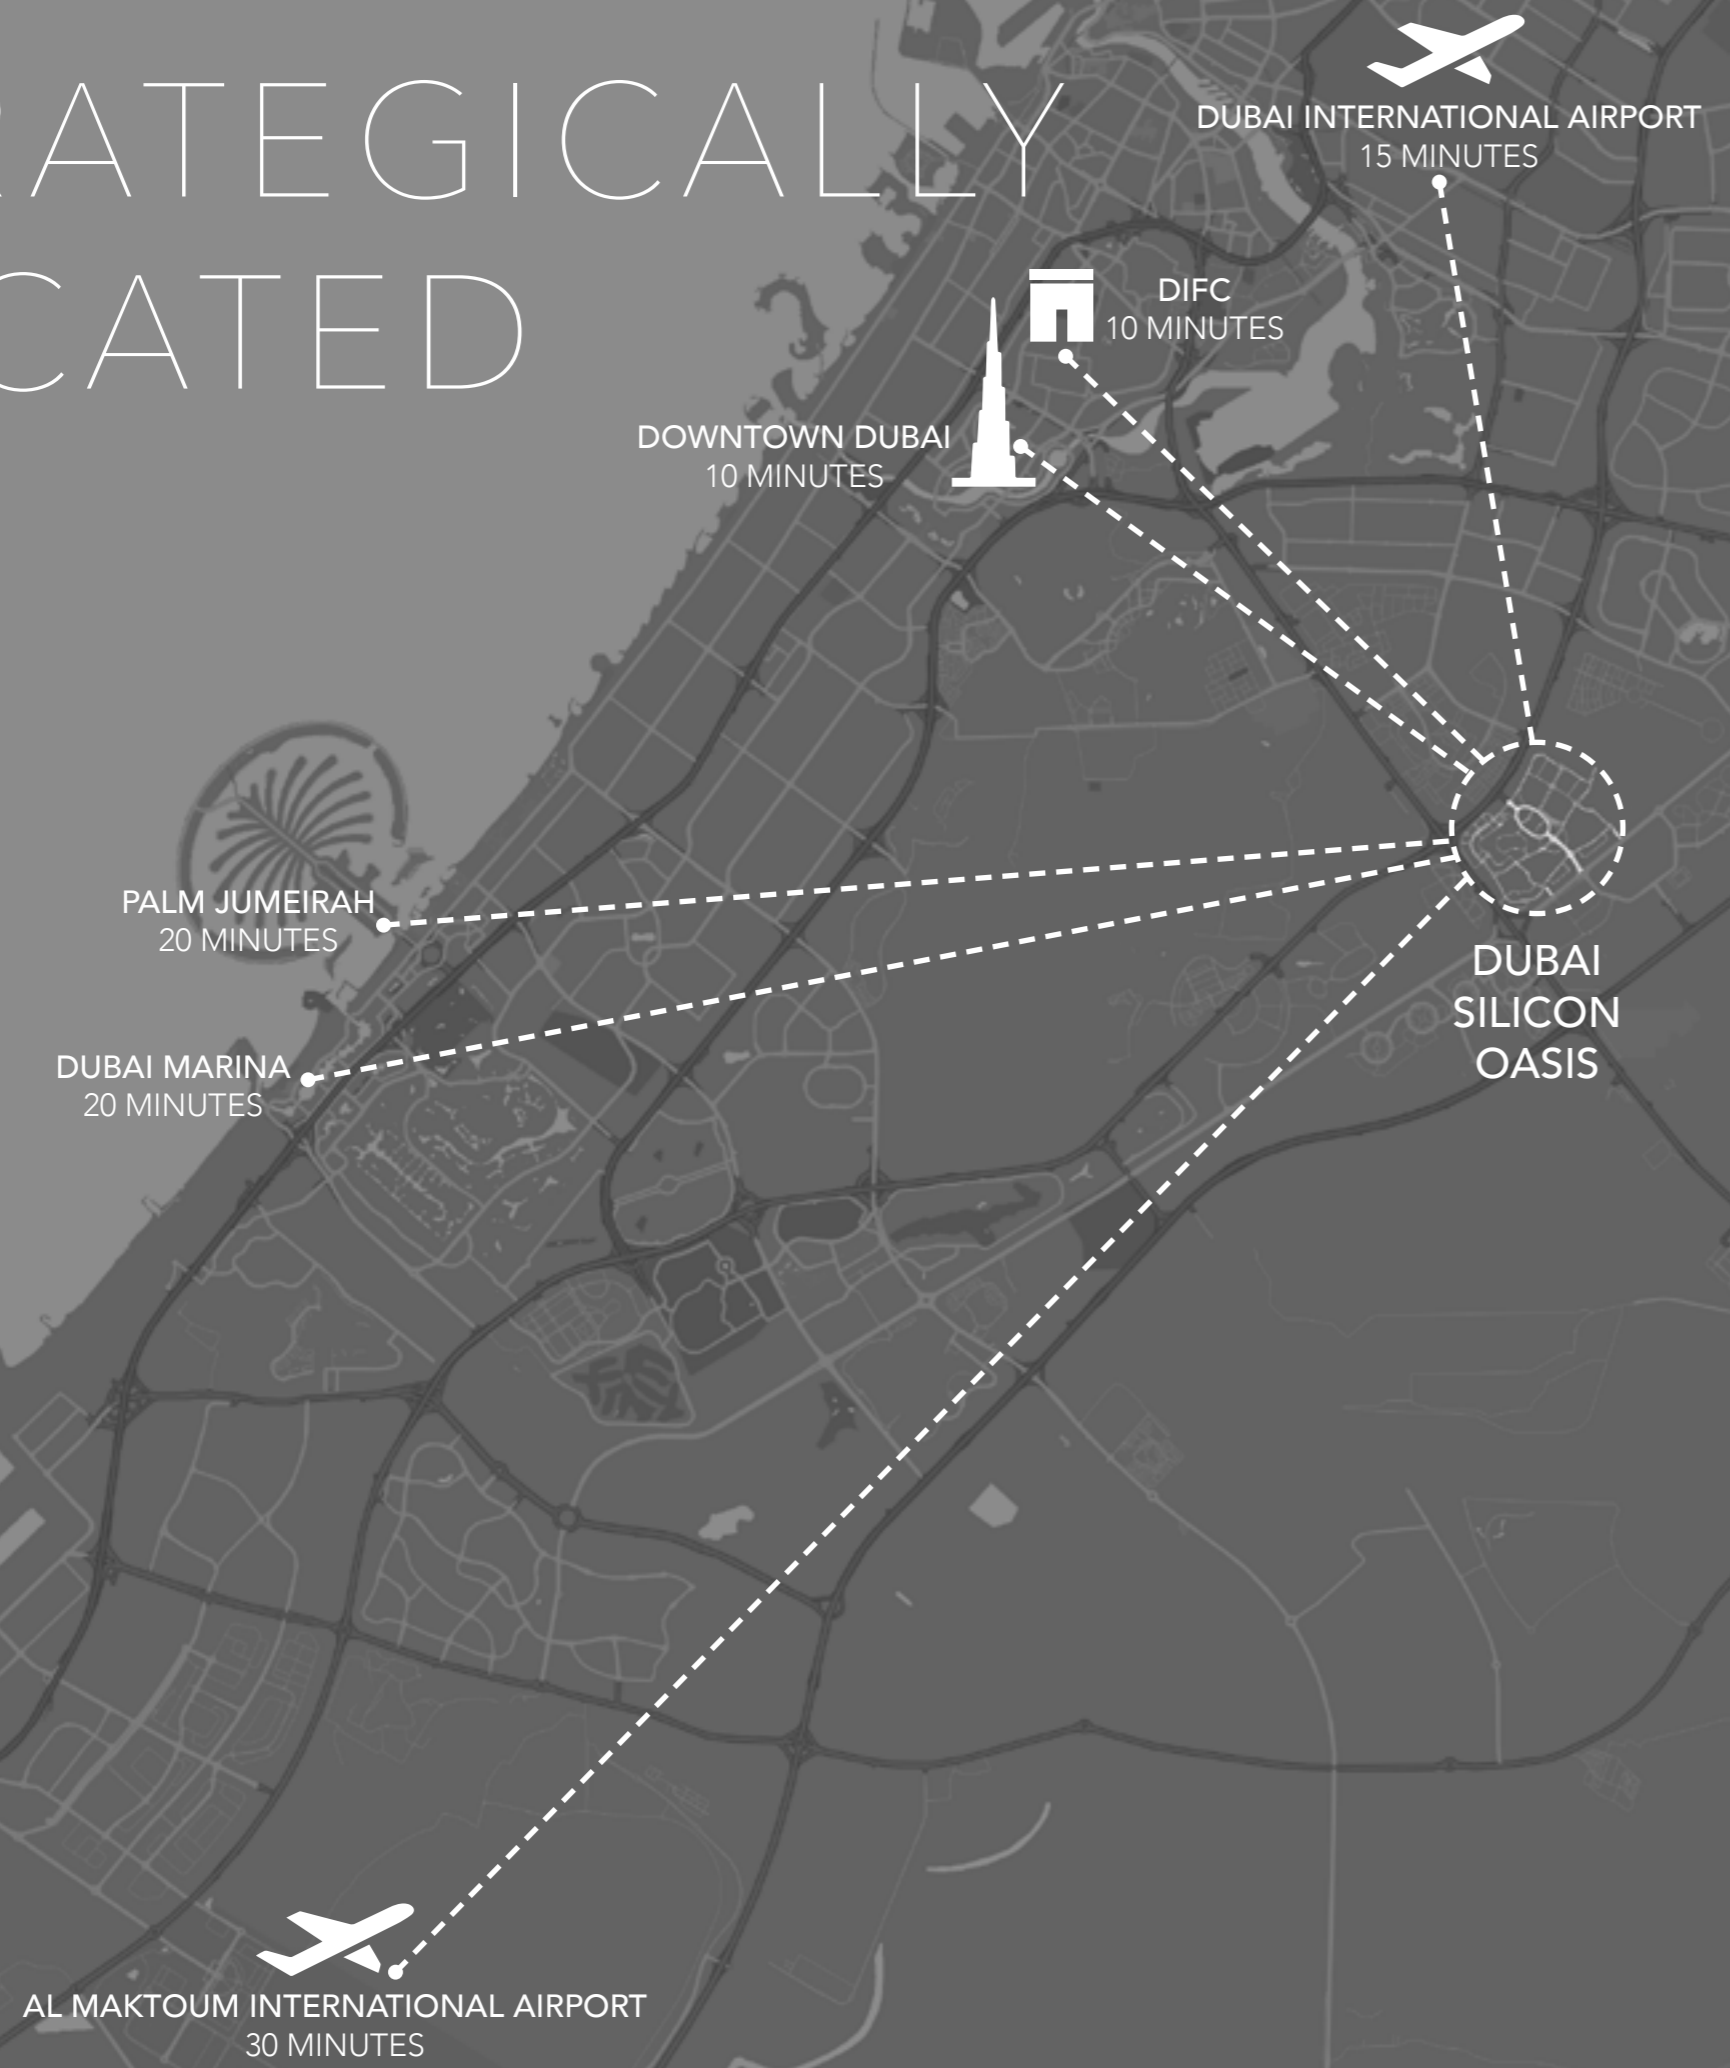 RATEGICALLY
CATED
DUBAI INTERNATIONAL AIRPORT
15 MINUTES
DIFC
10 MINUTES
DOWNTOWN DUBAI
10 MINUTES
PALM JUMEIRAH
20 MINUTES
DUBAI MARINA
20 MINUTES
DUBAI
SILICON
OASIS
AL MAKTOUM INTERNATIONAL AIRPORT
30 MINUTES